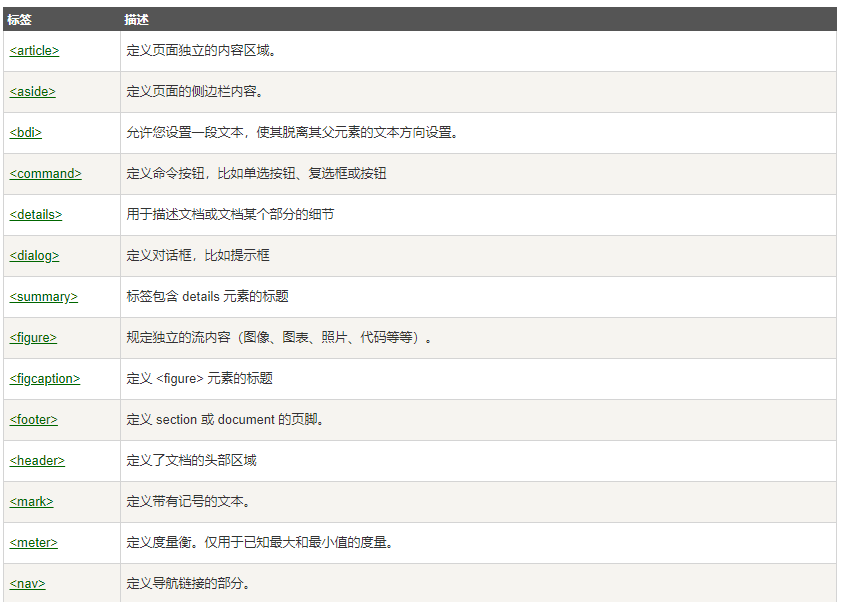 标签 描述
<article> 定义页面独立的内容区域。
<aside> 定义页面的侧边栏内容。
<bdi> 允许您设置一段文本，使其脱离其父元素的文本方向设置。
<command> 定义命令按钮，比如单选按钮、复选框或按钮
<details> 用于描述文档或文档某个部分的细节
<dialog> 定义对话框，比如提示框
<summary> 标签包含 details 元素的标题
<figure> 规定独立的流内容（图像、图表、照片、代码等等）。
<figcaption> 定义 <figure> 元素的标题
<footer> 定义 section 或 document 的页脚。
<header> 定义了文档的头部区域
<mark> 定义带有记号的文本。
<meter> 定义度量衡。仅用于已知最大和最小值的度量。
<nav> 定义导航链接的部分。